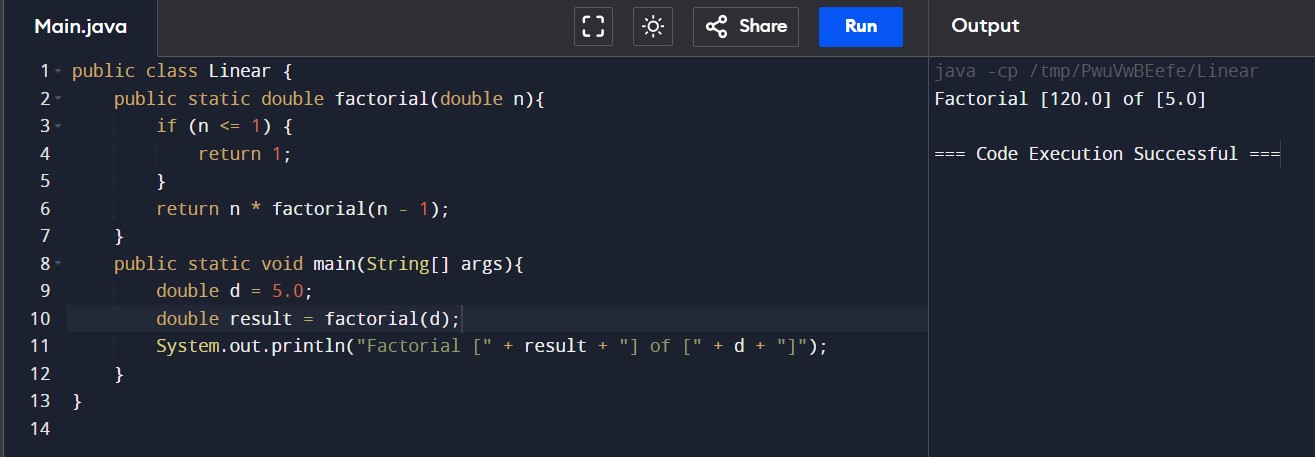 Main.java Share Run Output
1 public class Linear {
2     public static double factorial(double n){
3         if (n <= 1) {
4             return 1;
5         }
6         return n * factorial(n - 1);
7     }
8     public static void main(String[] args){
9         double d = 5.0;
10         double result = factorial(d);
11         System.out.println("Factorial [" + result + "] of [" + d + "]");
12     }
13 }
14
java -cp /tmp/PwuVwBEefe/Linear
Factorial [120.0] of [5.0]
=== Code Execution Successful ===